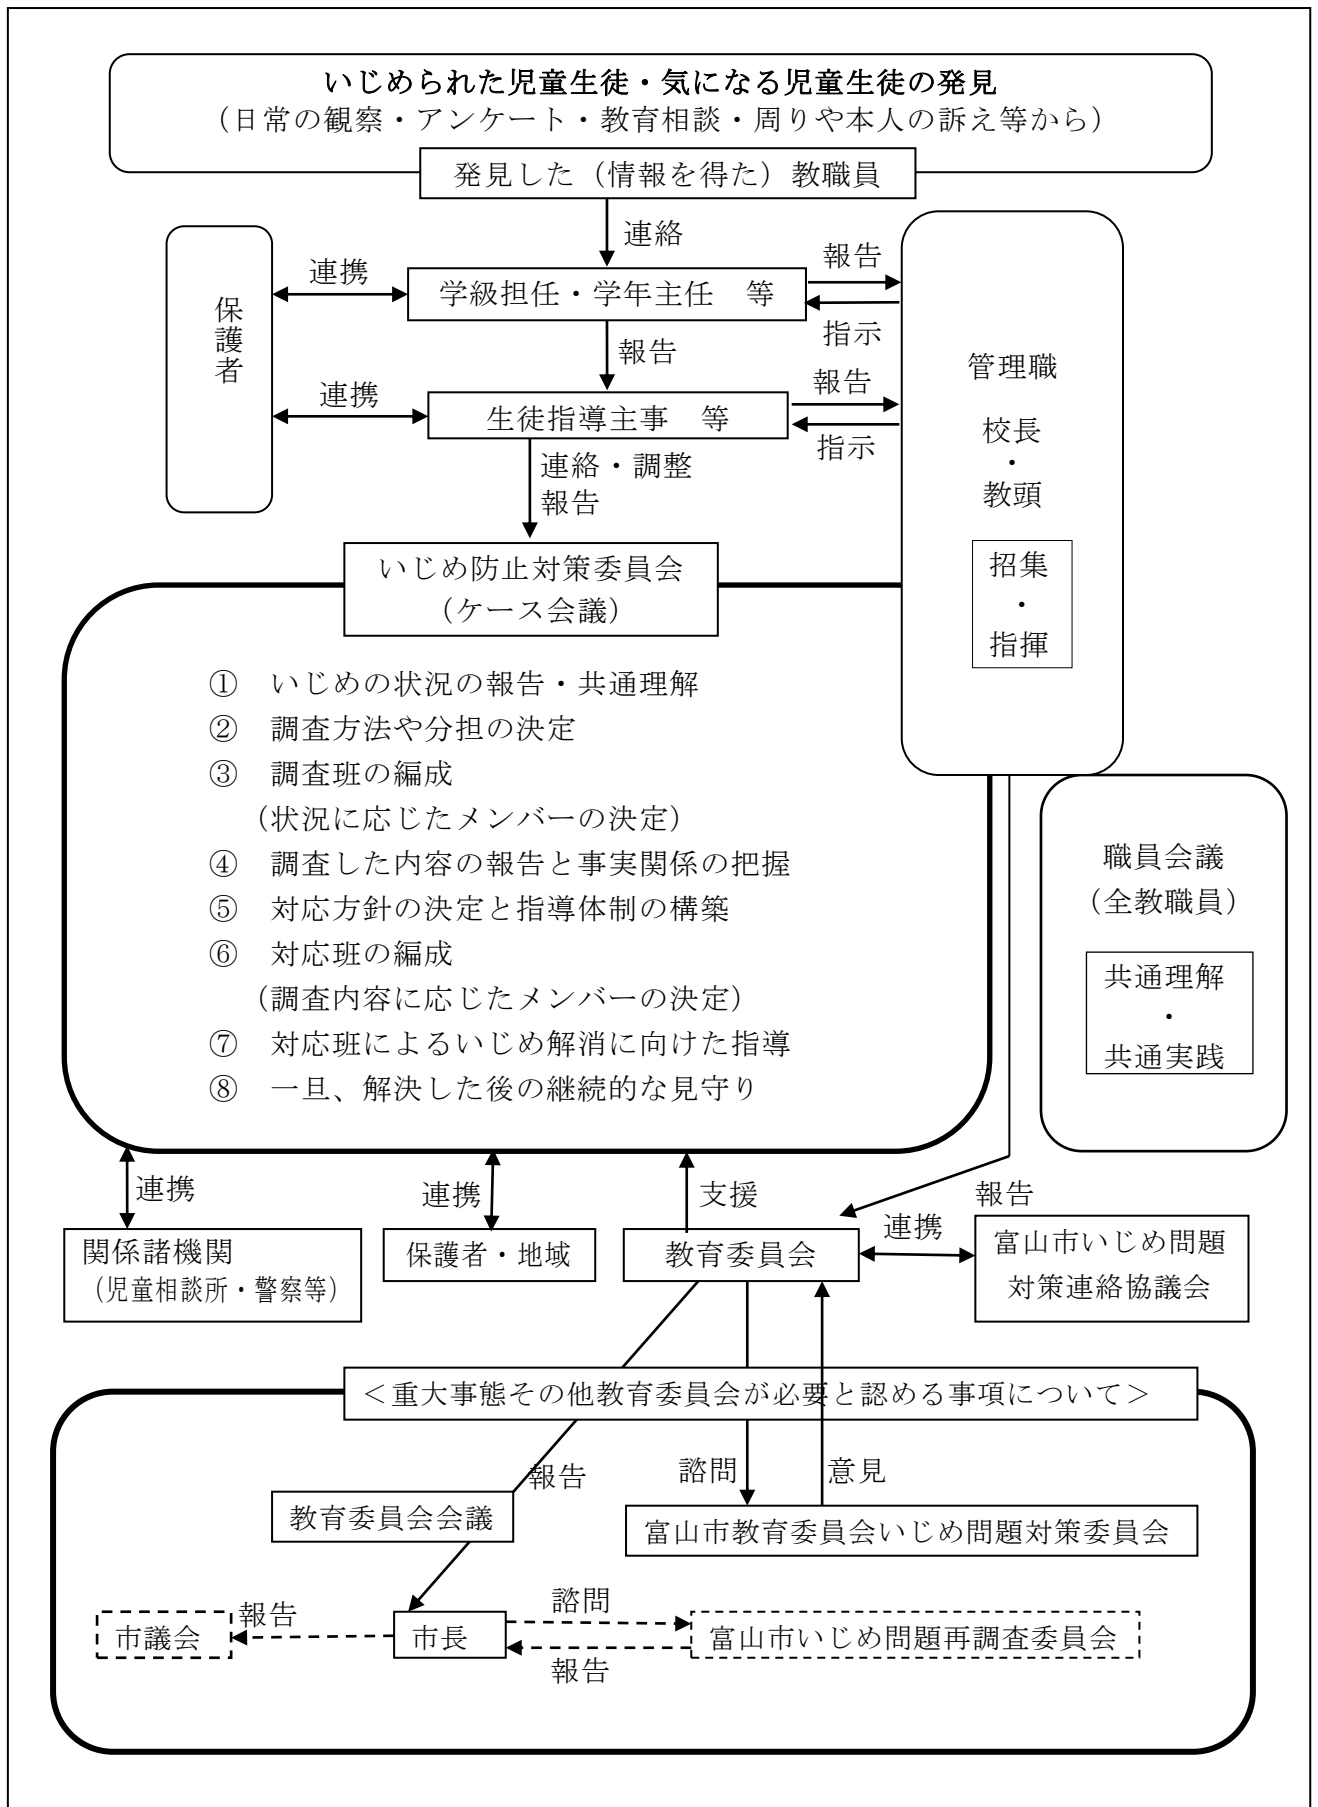 いじめられた児童生徒・気になる児童生徒の発見
（日常の観察・アンケート・教育相談・周りや本人の訴え等から）
発見した（情報を得た）教職員
連絡
保護者
連携
学級担任・学年主任　等
報告
指示
報告
連携
生徒指導主事　等
報告
指示
連絡・調整
報告
管理職
校長
・
教頭
招集
・
指揮
いじめ防止対策委員会
（ケース会議）
①　いじめの状況の報告・共通理解
②　調査方法や分担の決定
③　調査班の編成
（状況に応じたメンバーの決定）
④　調査した内容の報告と事実関係の把握
⑤　対応方針の決定と指導体制の構築
⑥　対応班の編成
（調査内容に応じたメンバーの決定）
⑦　対応班によるいじめ解消に向けた指導
⑧　一旦、解決した後の継続的な見守り
職員会議
（全教職員）
共通理解
・
共通実践
連携
連携
支援
報告
関係諸機関
（児童相談所・警察等）
保護者・地域
教育委員会
連携
富山市いじめ問題
対策連絡協議会
＜重大事態その他教育委員会が必要と認める事項について＞
報告
諮問
意見
教育委員会会議
富山市教育委員会いじめ問題対策委員会
市議会
報告
市長
諮問
報告
富山市いじめ問題再調査委員会